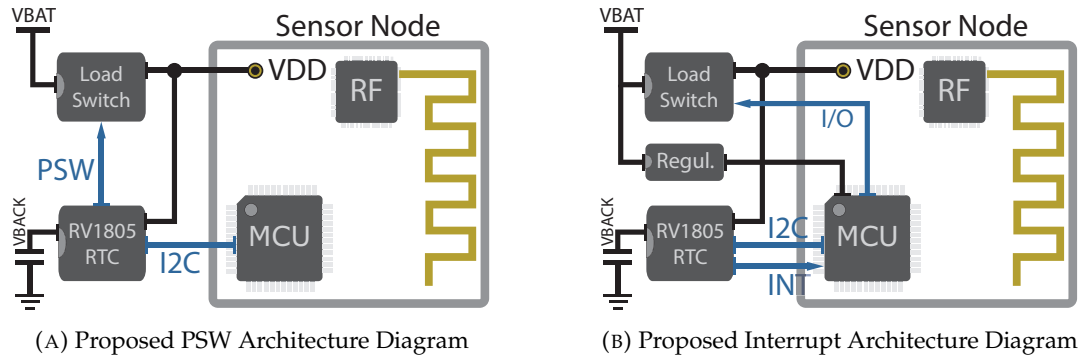 VBAT
Sensor Node
Load
Switch
VDD
RF
PSW
VBACK
RV1805
RTC
I2C
MCU
(A) Proposed PSW Architecture Diagram
VBAT
Sensor Node
Load
Switch
VDD
RF
I/O
Regul.
VBACK
RV1805
RTC
I2C
INT
MCU
(B) Proposed Interrupt Architecture Diagram